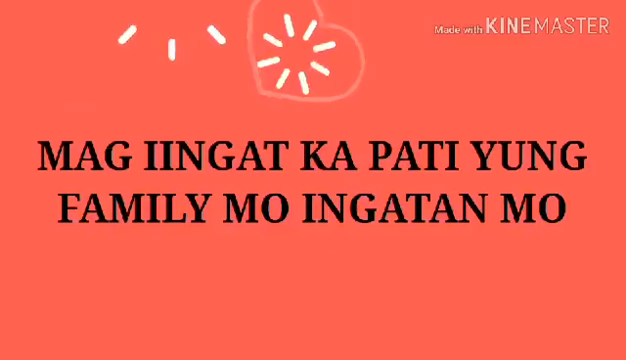 Made with KINEMASTER
MAG IINGAT KA PATI YUNG
FAMILY MO INGATAN MO